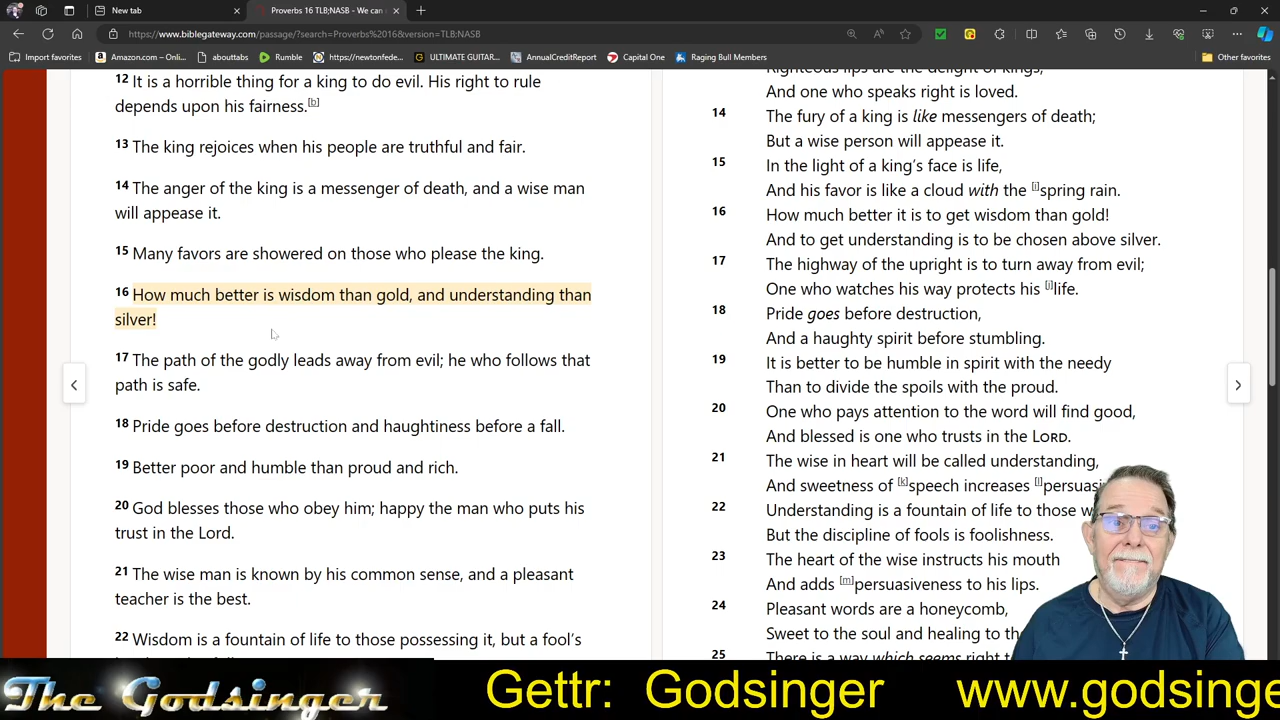 New tab
Proverbs 16 TLB;NASB - We can
https://www.biblegateway.com/passage/?search=Proverbs%2016&version=TLB;NASB
Import favorites
Amazon.com – Onli...
abouttabs
Rumble
https://newtonfede...
ULTIMATE GUITAR...
AnnualCreditReport
Capital One
Raging Bull Members
Other favorites
12 It is a horrible thing for a king to do evil. His right to rule
depends upon his fairness.[b]
13 The king rejoices when his people are truthful and fair.
14 The anger of the king is a messenger of death, and a wise man
will appease it.
15 Many favors are showered on those who please the king.
16 How much better is wisdom than gold, and understanding than
silver!
17 The path of the godly leads away from evil; he who follows that
path is safe.
18 Pride goes before destruction and haughtiness before a fall.
19 Better poor and humble than proud and rich.
20 God blesses those who obey him; happy the man who puts his
trust in the Lord.
21 The wise man is known by his common sense, and a pleasant
teacher is the best.
22 Wisdom is a fountain of life to those possessing it, but a fool's
Righteous lips are the delight of kings,
And one who speaks right is loved.
14 The fury of a king is like messengers of death;
But a wise person will appease it.
15 In the light of a king's face is life,
And his favor is like a cloud with the [i]spring rain.
16 How much better it is to get wisdom than gold!
And to get understanding is to be chosen above silver.
17 The highway of the upright is to turn away from evil;
One who watches his way protects his [j]life.
18 Pride goes before destruction,
And a haughty spirit before stumbling.
19 It is better to be humble in spirit with the needy
Than to divide the spoils with the proud.
20 One who pays attention to the word will find good,
And blessed is one who trusts in the LORD.
21 The wise in heart will be called understanding,
And sweetness of [k]speech increases [l]persuas
22 Understanding is a fountain of life to those w
But the discipline of fools is foolishness.
23 The heart of the wise instructs his mouth
And adds [m]persuasiveness to his lips.
24 Pleasant words are a honeycomb,
Sweet to the soul and healing to th
25 There is a way which seems right t
The Godsinger
Gettr: Godsinger www.godsinge